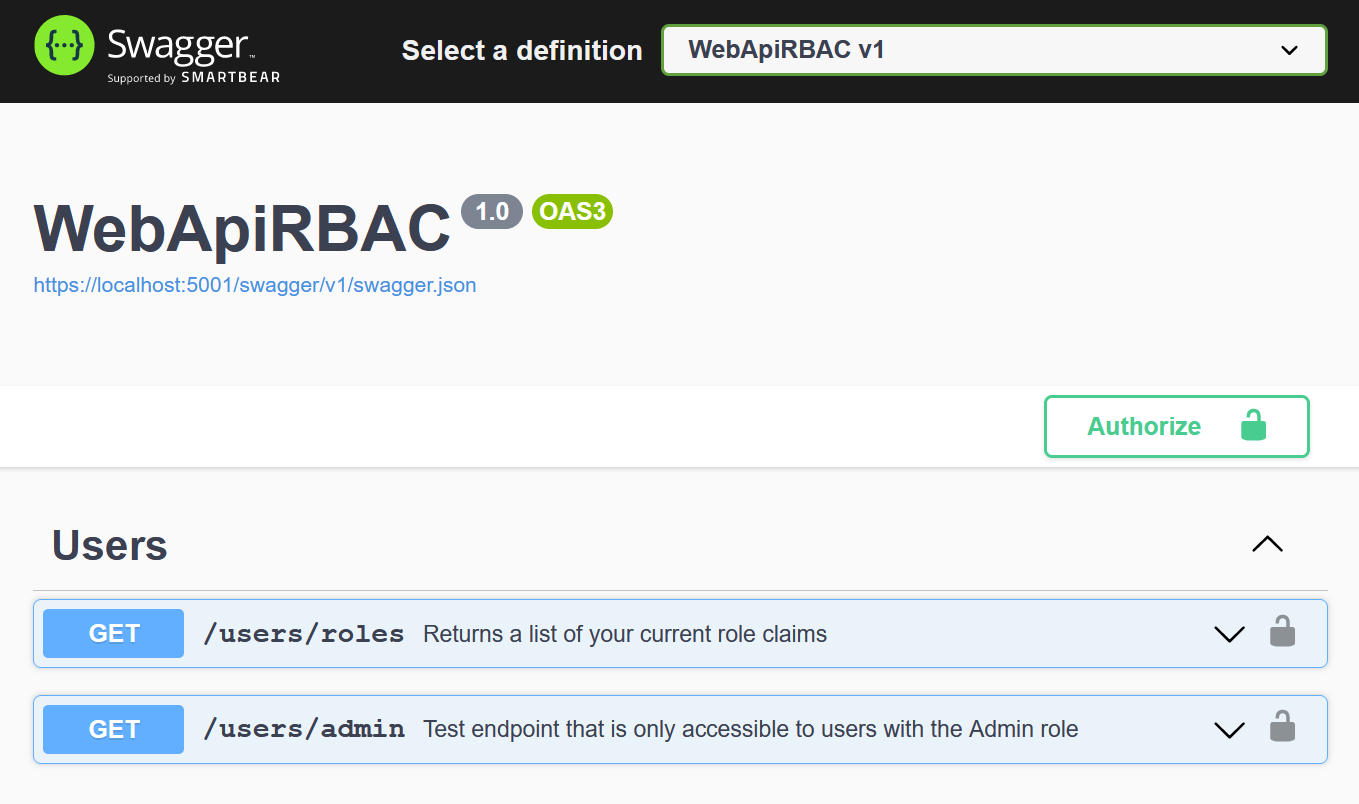 {···} Swagger™
Supported by SMARTBEAR
Select a definition
WebApiRBAC v1
WebApiRBAC 1.0 OAS3
https://localhost:5001/swagger/v1/swagger.json
Authorize
Users
GET /users/roles Returns a list of your current role claims
GET /users/admin Test endpoint that is only accessible to users with the Admin role